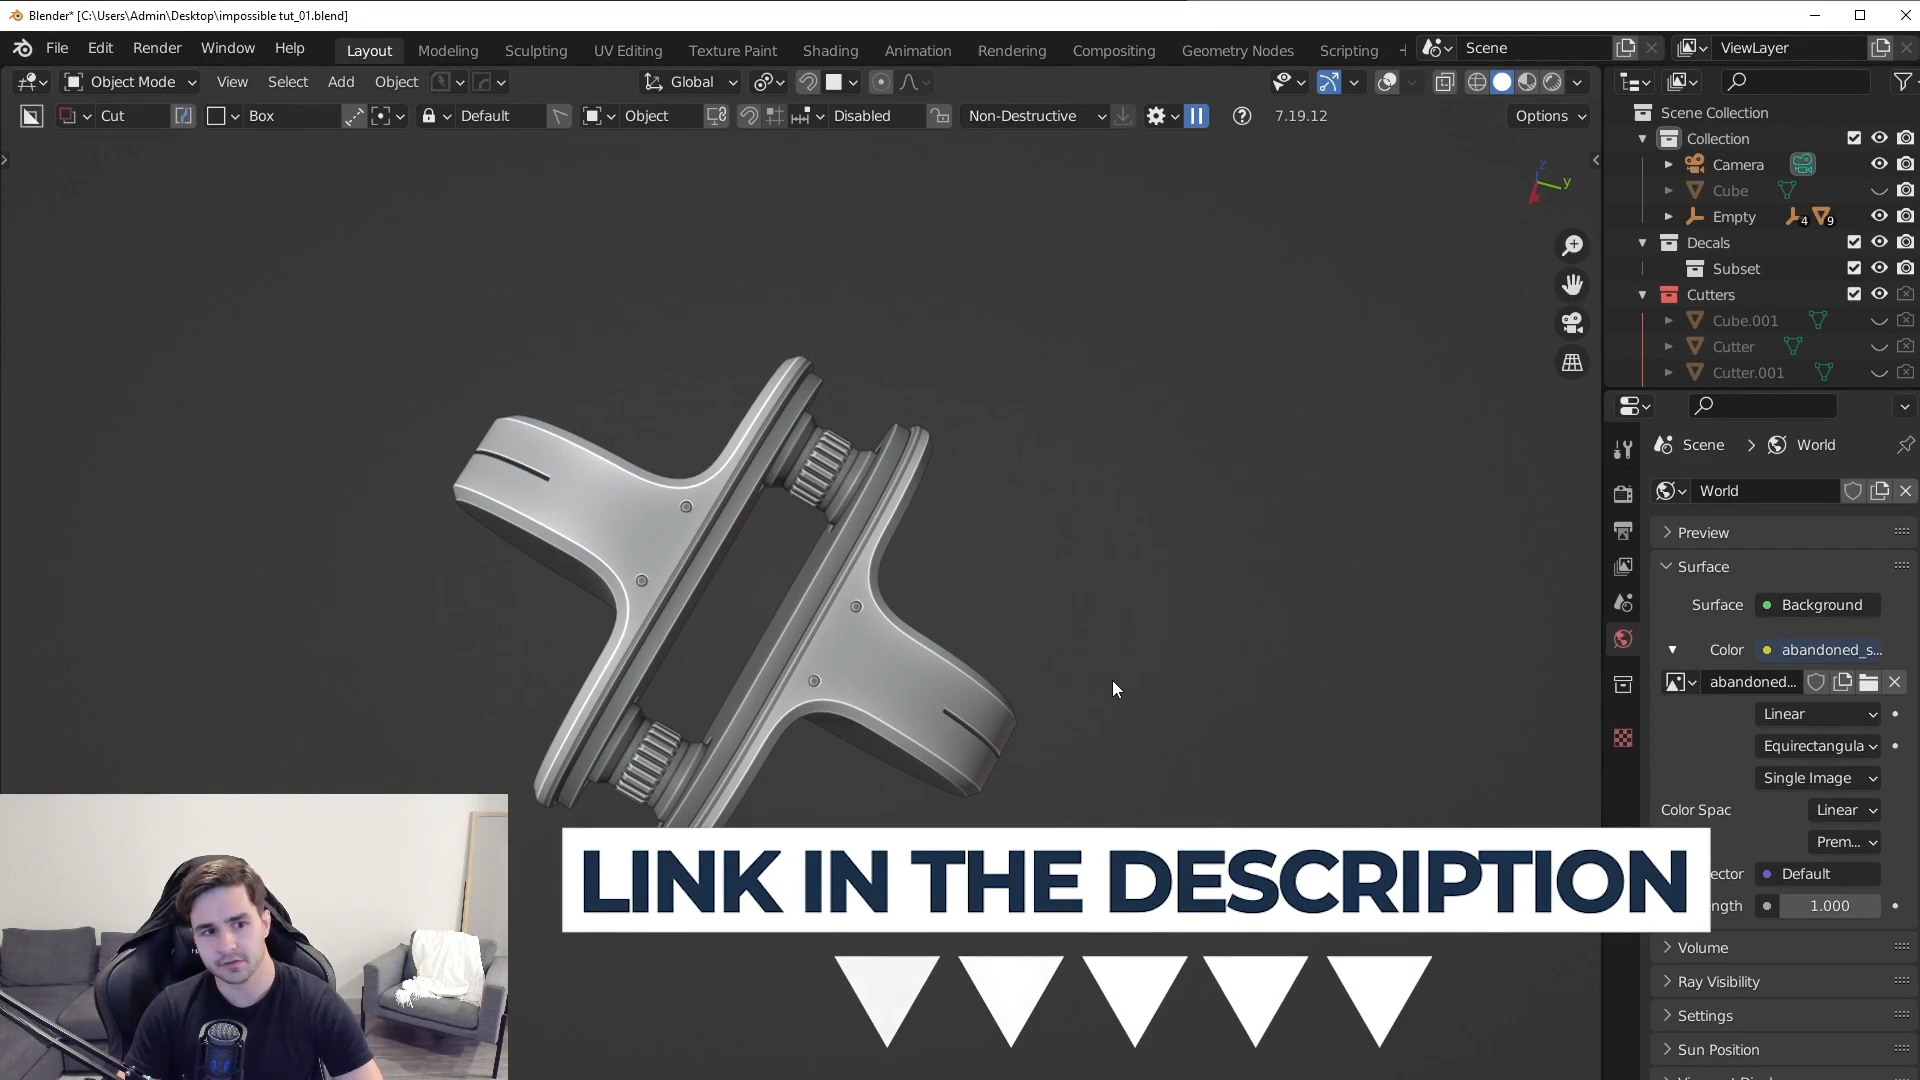 Blender* [C:\Users\Admin\Desktop\impossible tut_01.blend]
File Edit Render Window Help Layout Modeling Sculpting UV Editing Texture Paint Shading Animation Rendering Compositing Geometry Nodes Scripting + Scene ViewLayer
Object Mode View Select Add Object Global
Cut Box Default Object Disabled Non-Destructive 7.19.12 Options
Scene Collection
Collection
Camera
Cube
Empty 4 9
Decals
Subset
Cutters
Cube.001
Cutter
Cutter.001
z
y
x
Scene > World
World
Preview
Surface
Surface Background
Color abandoned_s...
abandoned...
Linear
Equirectangula
Single Image
Color Spac Linear
Prem...
ector Default
ngth 1.000
Volume
Ray Visibility
Settings
Sun Position
LINK IN THE DESCRIPTION